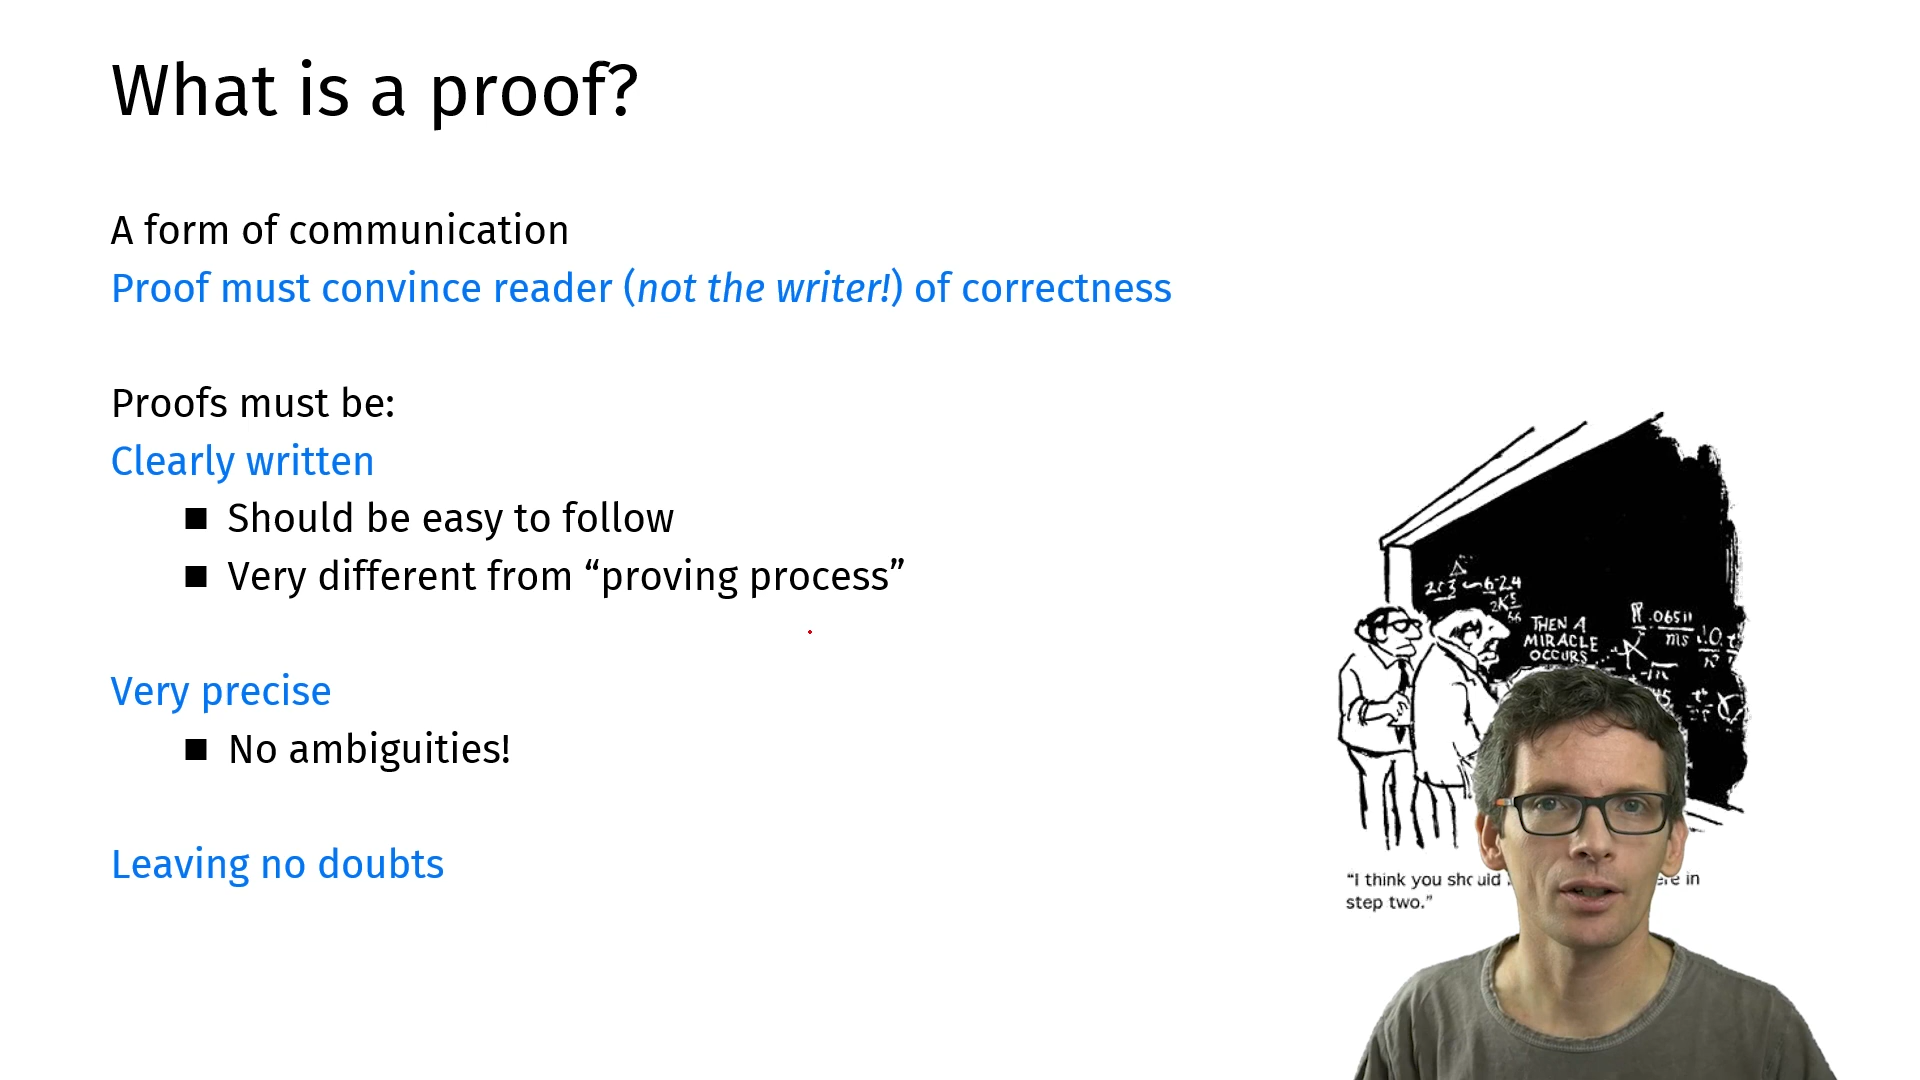 What is a proof?
A form of communication
Proof must convince reader (not the writer!) of correctness
Proofs must be:
Clearly written
■ Should be easy to follow
■ Very different from “proving process”
Very precise
■ No ambiguities!
Leaving no doubts
THEN A
MIRACLE
OCCURS...
“I think you should in
step two.”